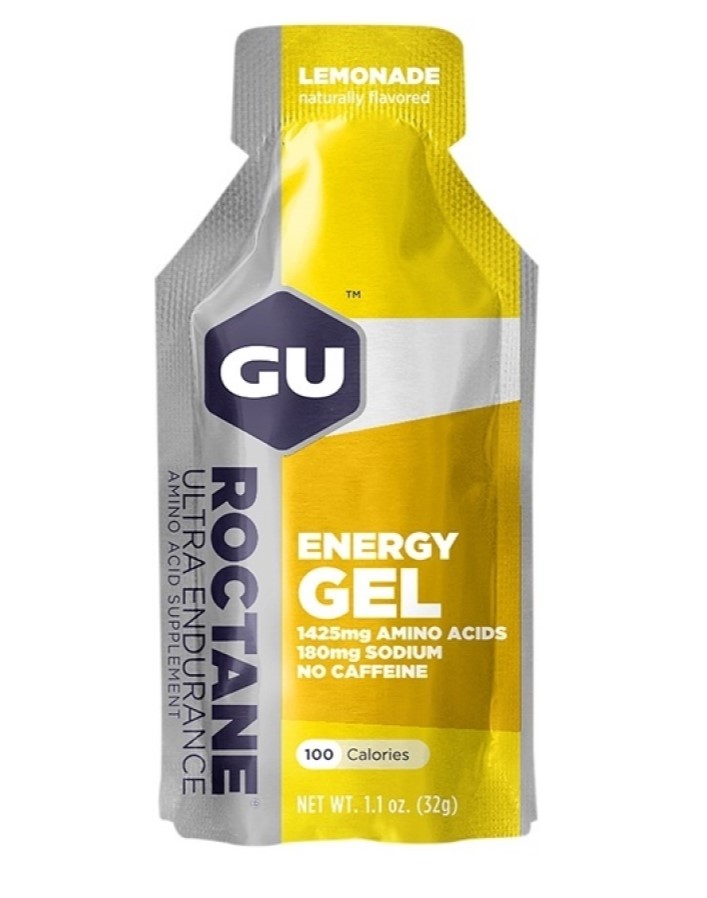 LEMONADE
naturally flavored
™
GU
ROCTANE
ULTRA ENDURANCE
AMINO ACID SUPPLEMENT
ENERGY
GEL
1425mg AMINO ACIDS
180mg SODIUM
NO CAFFEINE
100 Calories
NET WT. 1.1 oz. (32g)